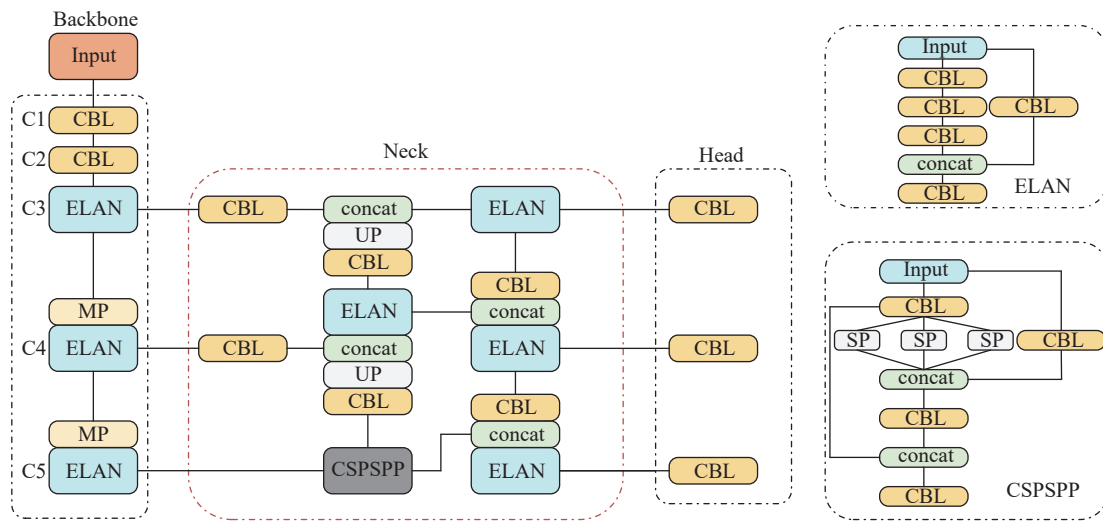 Backbone
Input
C1 CBL
C2 CBL
Neck
Head
C3 ELAN CBL concat ELAN CBL
UP
CBL
CBL
MP ELAN concat
C4 ELAN CBL concat ELAN CBL
UP
CBL CBL
MP concat
C5 ELAN CSPSPP ELAN CBL
Input
CBL
CBL CBL
CBL
concat
CBL
ELAN
Input
CBL
SP SP SP CBL
concat
CBL
concat
CBL
CSPSPP